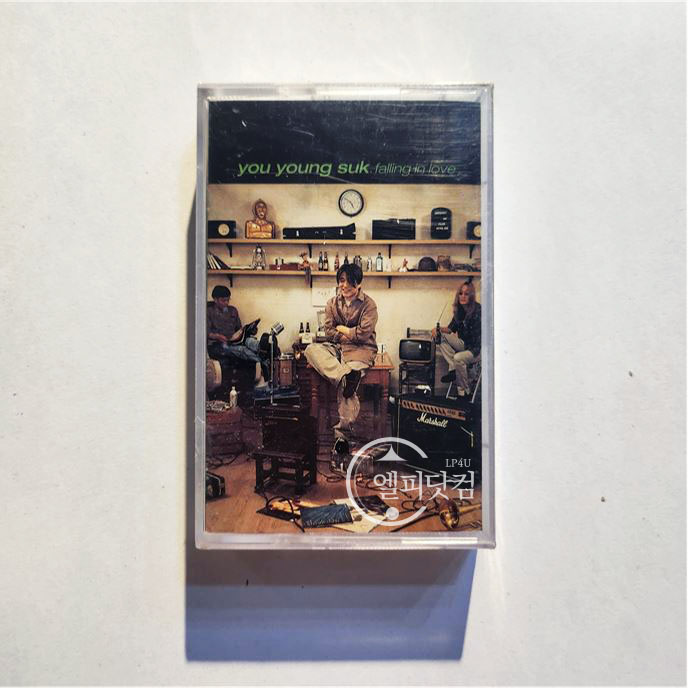 you young suk falling in love
Marshall
LP4U
엘피닷컴